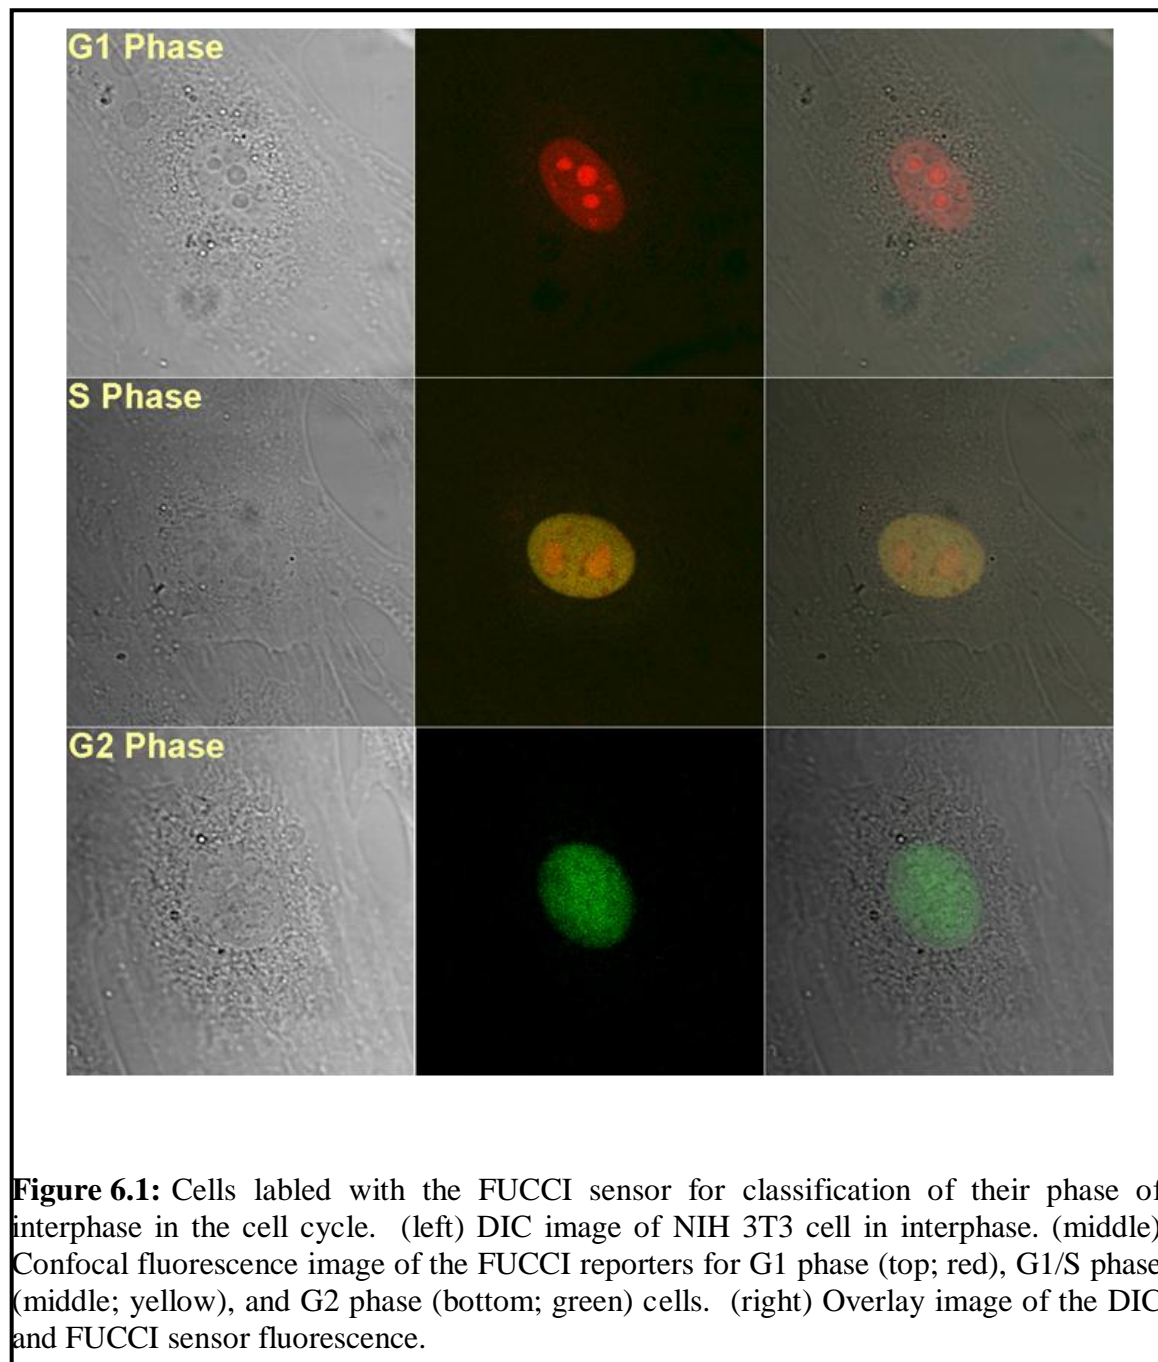 G1 Phase
S Phase
G2 Phase
Figure 6.1: Cells labled with the FUCCI sensor for classification of their phase of
interphase in the cell cycle. (left) DIC image of NIH 3T3 cell in interphase. (middle)
Confocal fluorescence image of the FUCCI reporters for G1 phase (top; red), G1/S phase
(middle; yellow), and G2 phase (bottom; green) cells. (right) Overlay image of the DIC
and FUCCI sensor fluorescence.